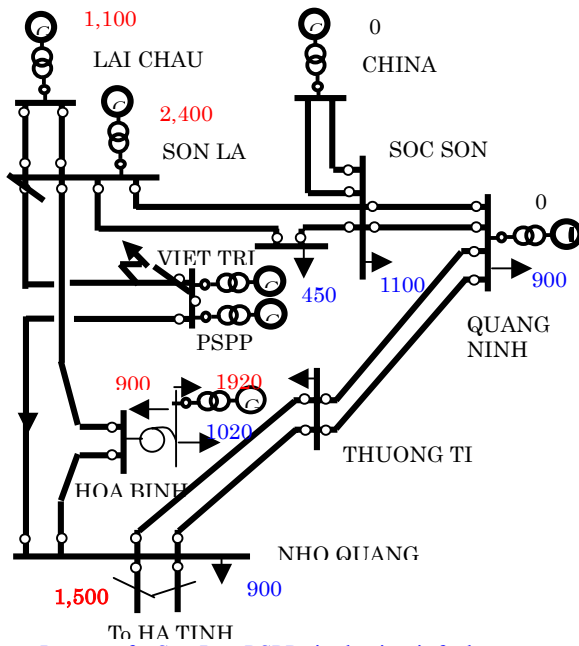 1,100
0
LAI CHAU
CHINA
2,400
SON LA
SOC SON
0
VIET TRI
450
1100
900
PSPP
QUANG
NINH
900
1920
1020
THUONG TI
HOA BINH
NHO QUANG
1,500
900
To HA TINH